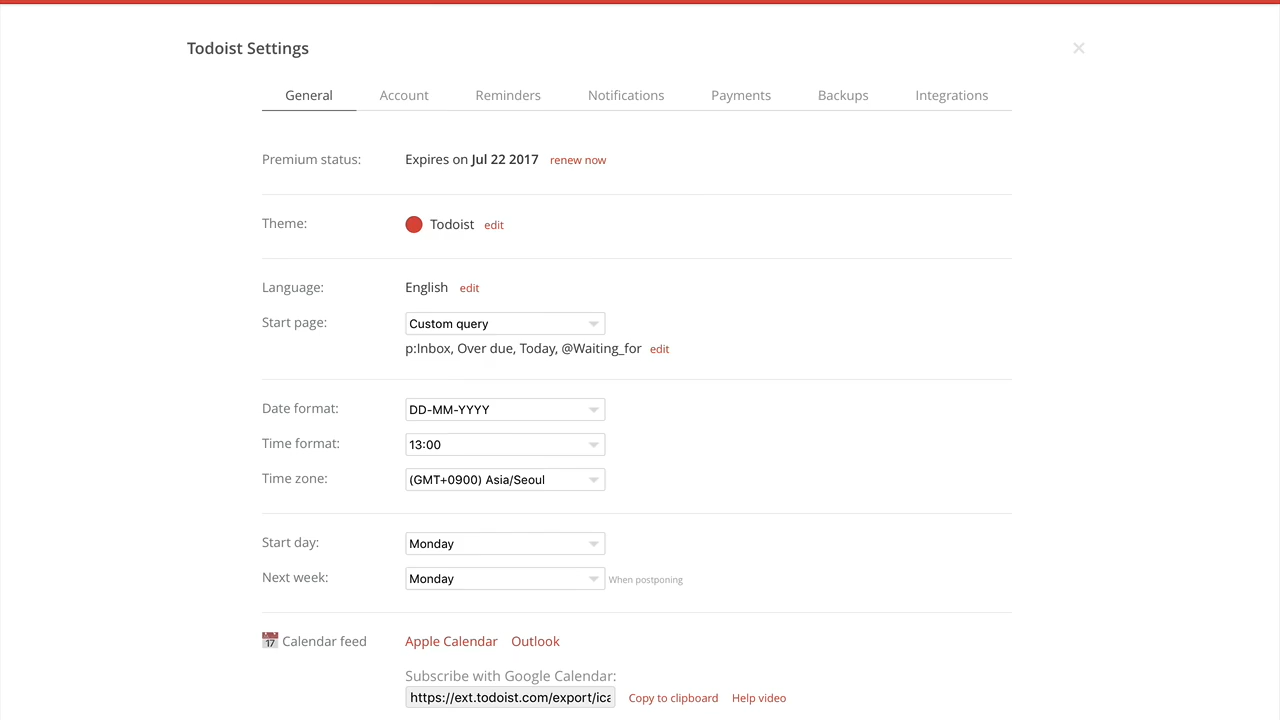 Todoist Settings
General Account Reminders Notifications Payments Backups Integrations
Premium status: Expires on Jul 22 2017 renew now
Theme: Todoist edit
Language: English edit
Start page: Custom query
p:Inbox, Over due, Today, @Waiting_for edit
Date format: DD-MM-YYYY
Time format: 13:00
Time zone: (GMT+0900) Asia/Seoul
Start day: Monday
Next week: Monday When postponing
17 Calendar feed Apple Calendar Outlook
Subscribe with Google Calendar:
https://ext.todoist.com/export/ica Copy to clipboard Help video